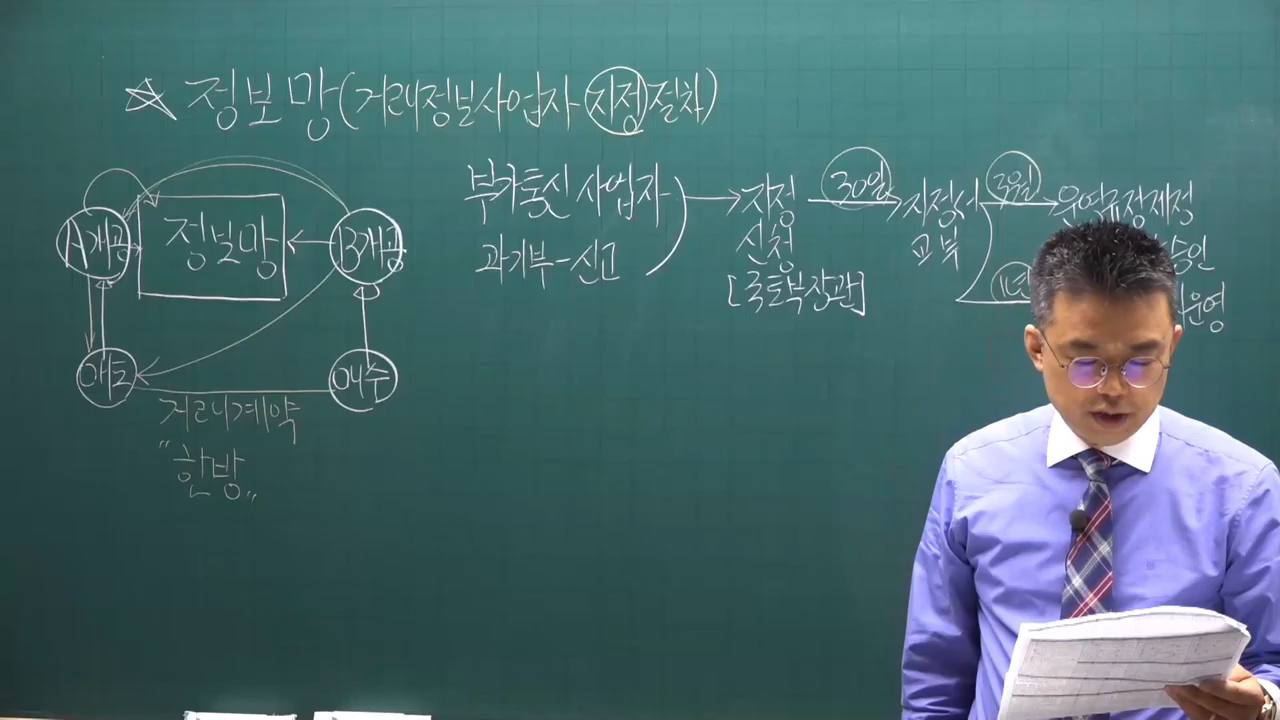 ☆ 정보망(거래정보사업자 지정절차)
A개공 정보망 B개공
매도 매수
거래계약
"한방"
부가통신사업자 → 지정 30일 → 지정서 3월 → 운영규정제정
과기부-신고 신청 교부 승인
[국토부장관] 1년 운영